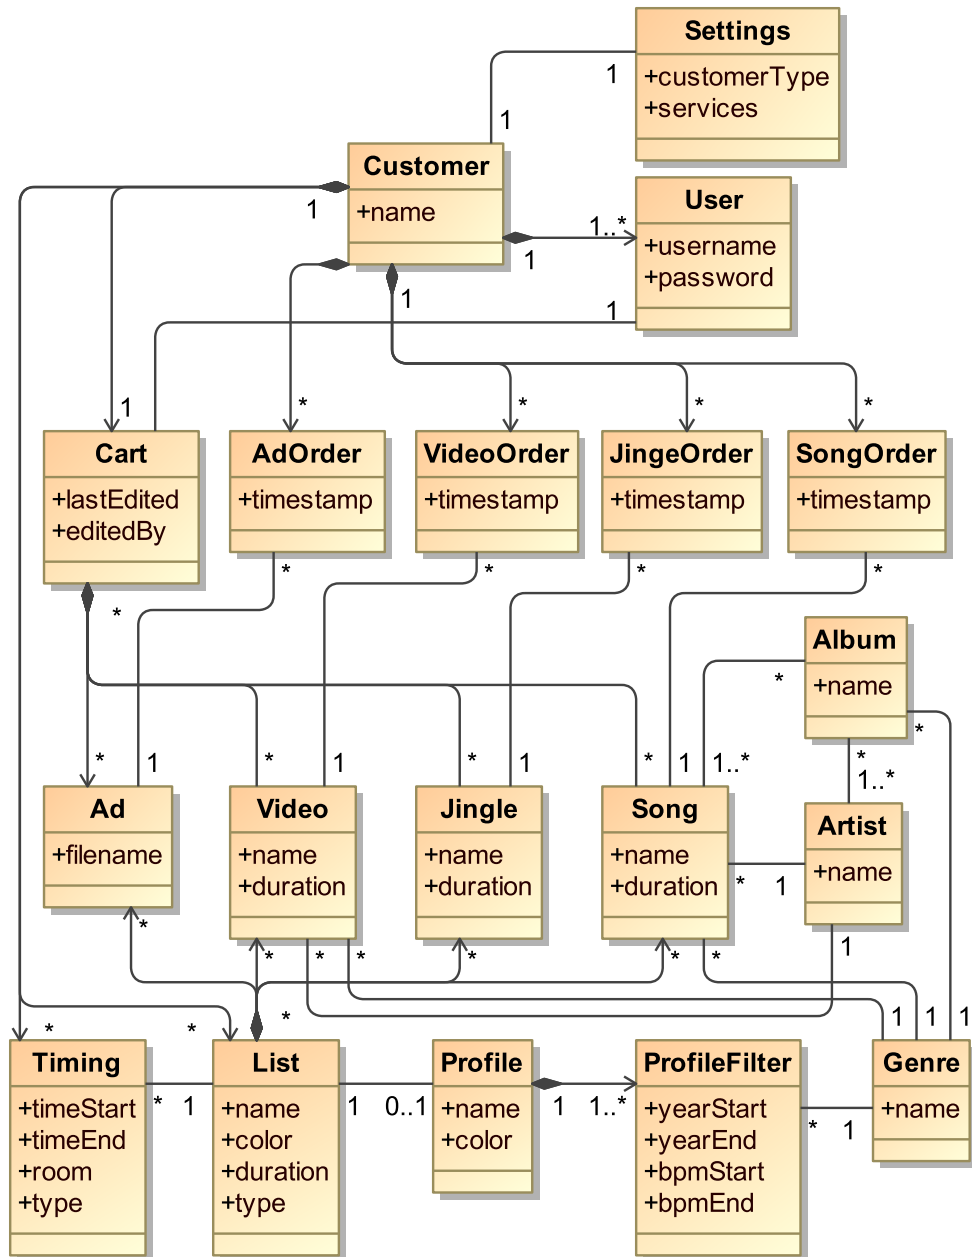 Settings
+customerType
+services
1
1
Customer
+name
1
User
+username
+password
1..*
1
1
1
1
*
*
*
*
Cart
+lastEdited
+editedBy
AdOrder
+timestamp
VideoOrder
+timestamp
JingeOrder
+timestamp
SongOrder
+timestamp
*
*
*
*
*
Album
+name
*
*
*
1..*
*
1
*
1
*
1
*
1
1..*
Ad
+filename
Video
+name
+duration
Jingle
+name
+duration
Song
+name
+duration
Artist
+name
*
1
*
*
*
*
*
*
*
1
*
*
*
1
1
1
Timing
+timeStart
+timeEnd
+room
+type
*
1
List
+name
+color
+duration
+type
1
0..1
Profile
+name
+color
1
1..*
ProfileFilter
+yearStart
+yearEnd
+bpmStart
+bpmEnd
*
1
Genre
+name